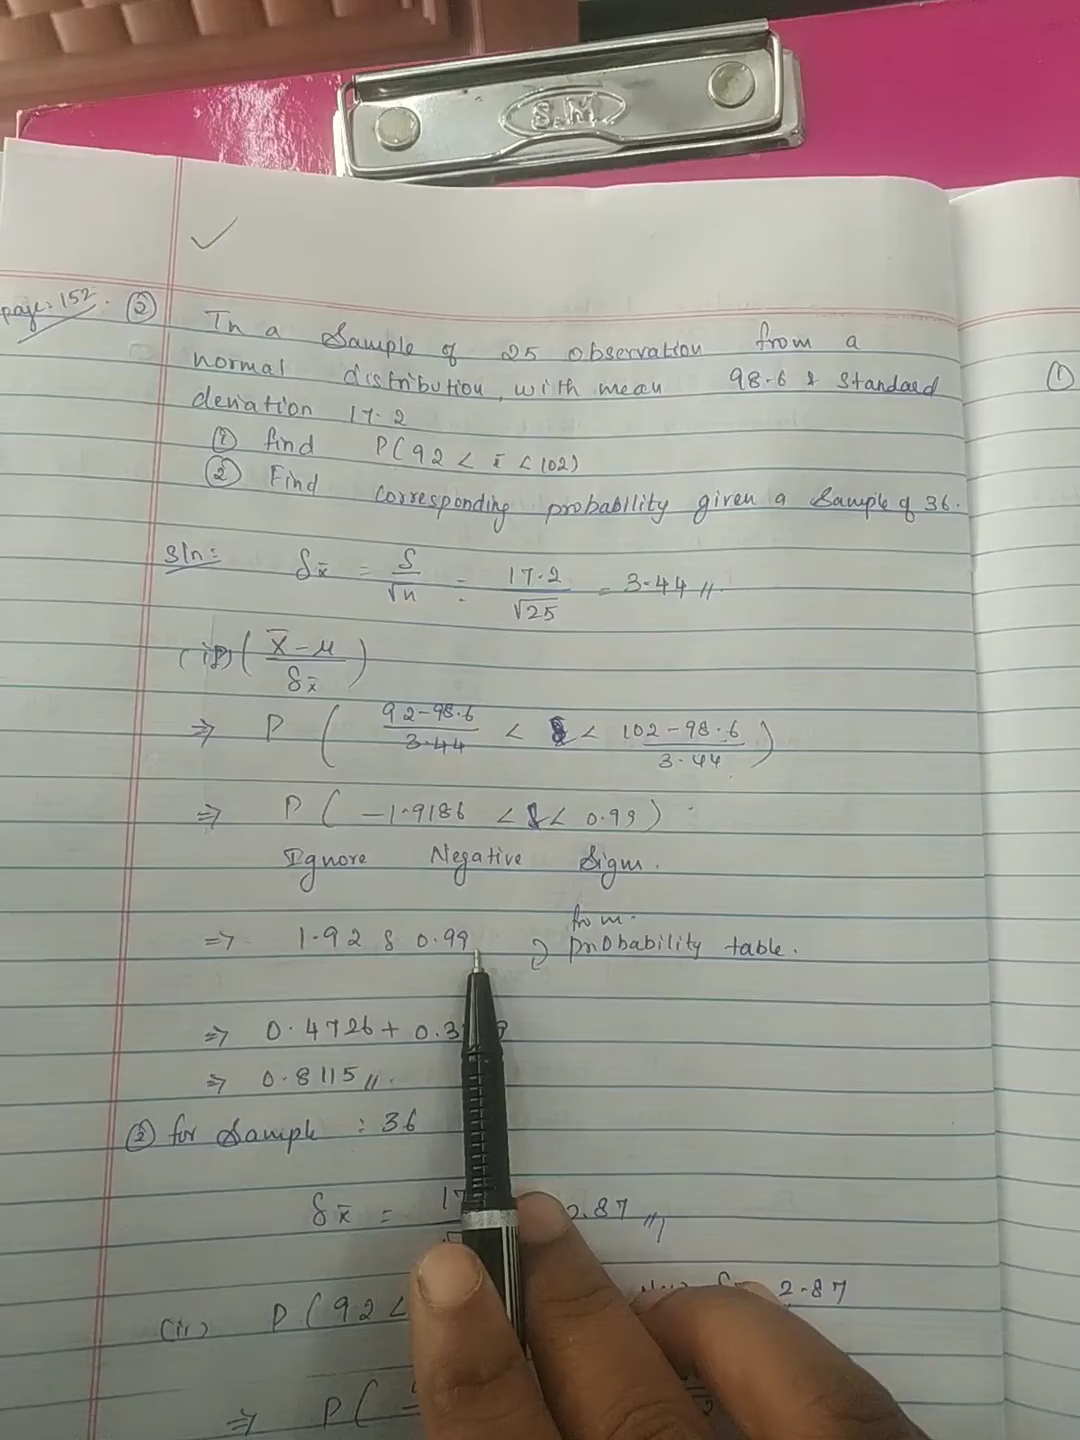 S.M
page: 152. ② In a Sample of 25 observation from a
normal distribution, with mean 98.6 & Standard
deviation 17.2
① find P(92 < x̄ < 102)
② Find corresponding probability given a Sample of 36.
①
Sln: Sx̄ = S/√n = 17.2/√25 = 3.44 //
(i) P( (x̄ - μ)/Sx̄ )
⇒ P ( (92-98.6)/3.44 < < (102-98.6)/3.44 )
⇒ P ( -1.9186 < < 0.99)
Ignore Negative Sign.
⇒ 1.92 & 0.99
from
probability table.
⇒ 0.4726 + 0.3
⇒ 0.8115 //.
② for Sample : 36
Sx̄ = 17 2.87 //
(ii) P (92 < 2.87
⇒ P (